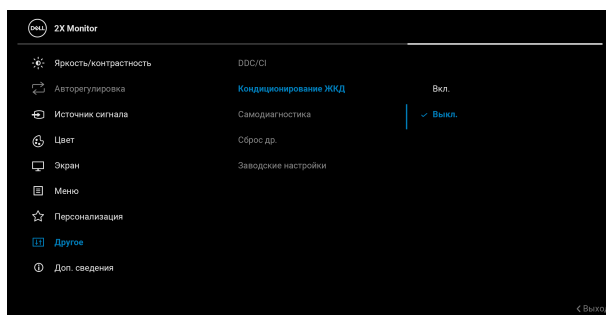 DELL 2X Monitor
Яркость/контрастность DDC/CI
Авторегулировка Кондиционирование ЖКД Вкл.
Источник сигнала Самодиагностика Выкл.
Цвет Сброс др.
Экран Заводские настройки
Меню
Персонализация
Другое
Доп. сведения
Выход